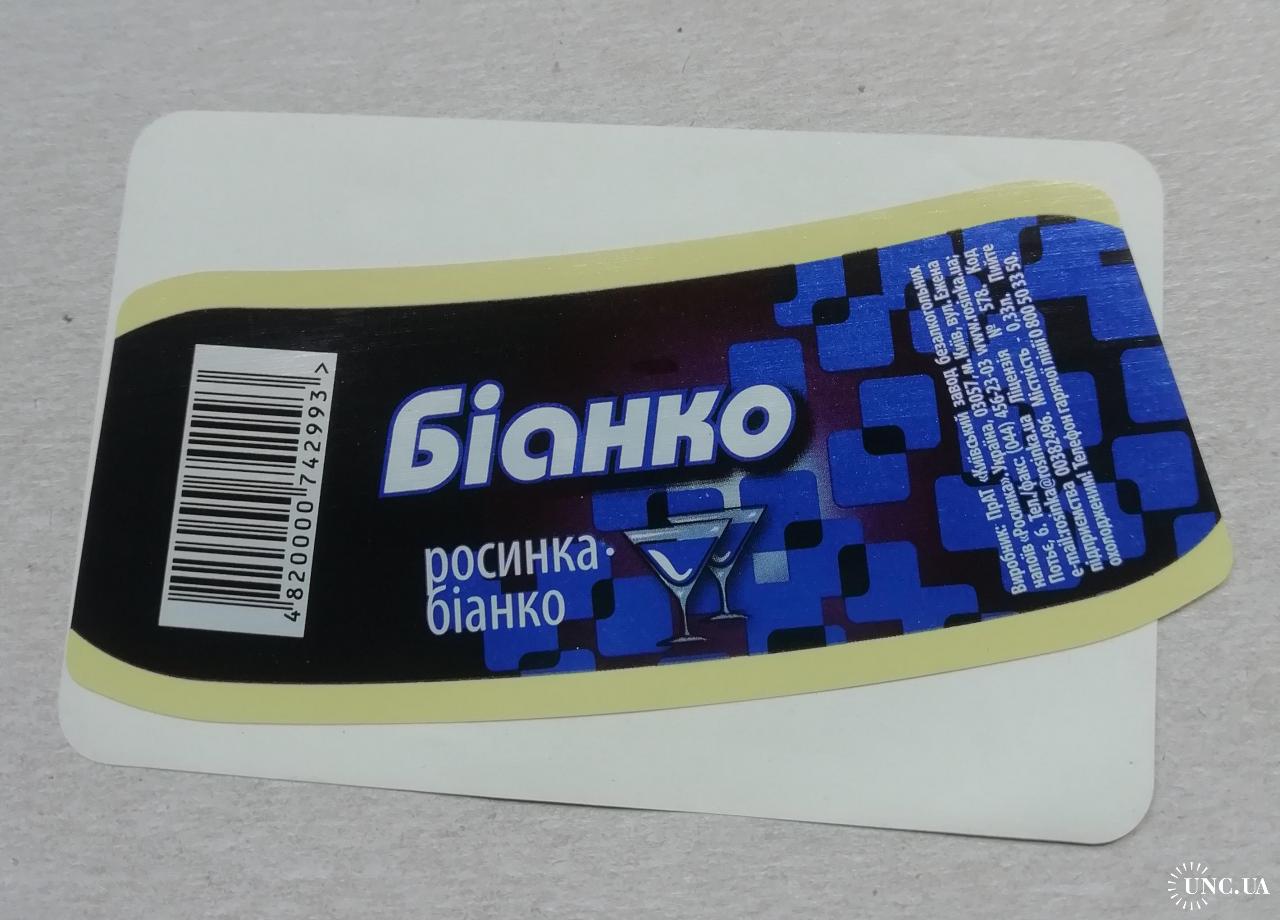 4820000742993>
Біанко
росинка·
біанко
Виробник: ПрАТ «Київський завод безалкогольних
напоїв «Росинка», Україна, 03057, м. Київ, вул. Ежена
Потьє, 6. Тел./факс. (044) 456-23-03 www.rosinka.ua,
e-mail:rosinka@rosinka.ua Ліцензія № 578. Код
підприємства 00382496. Місткість - 0,33л. Пийте
охолодженим! Телефон гарячої лінії 0 800 50 33 50.
UNC.UA